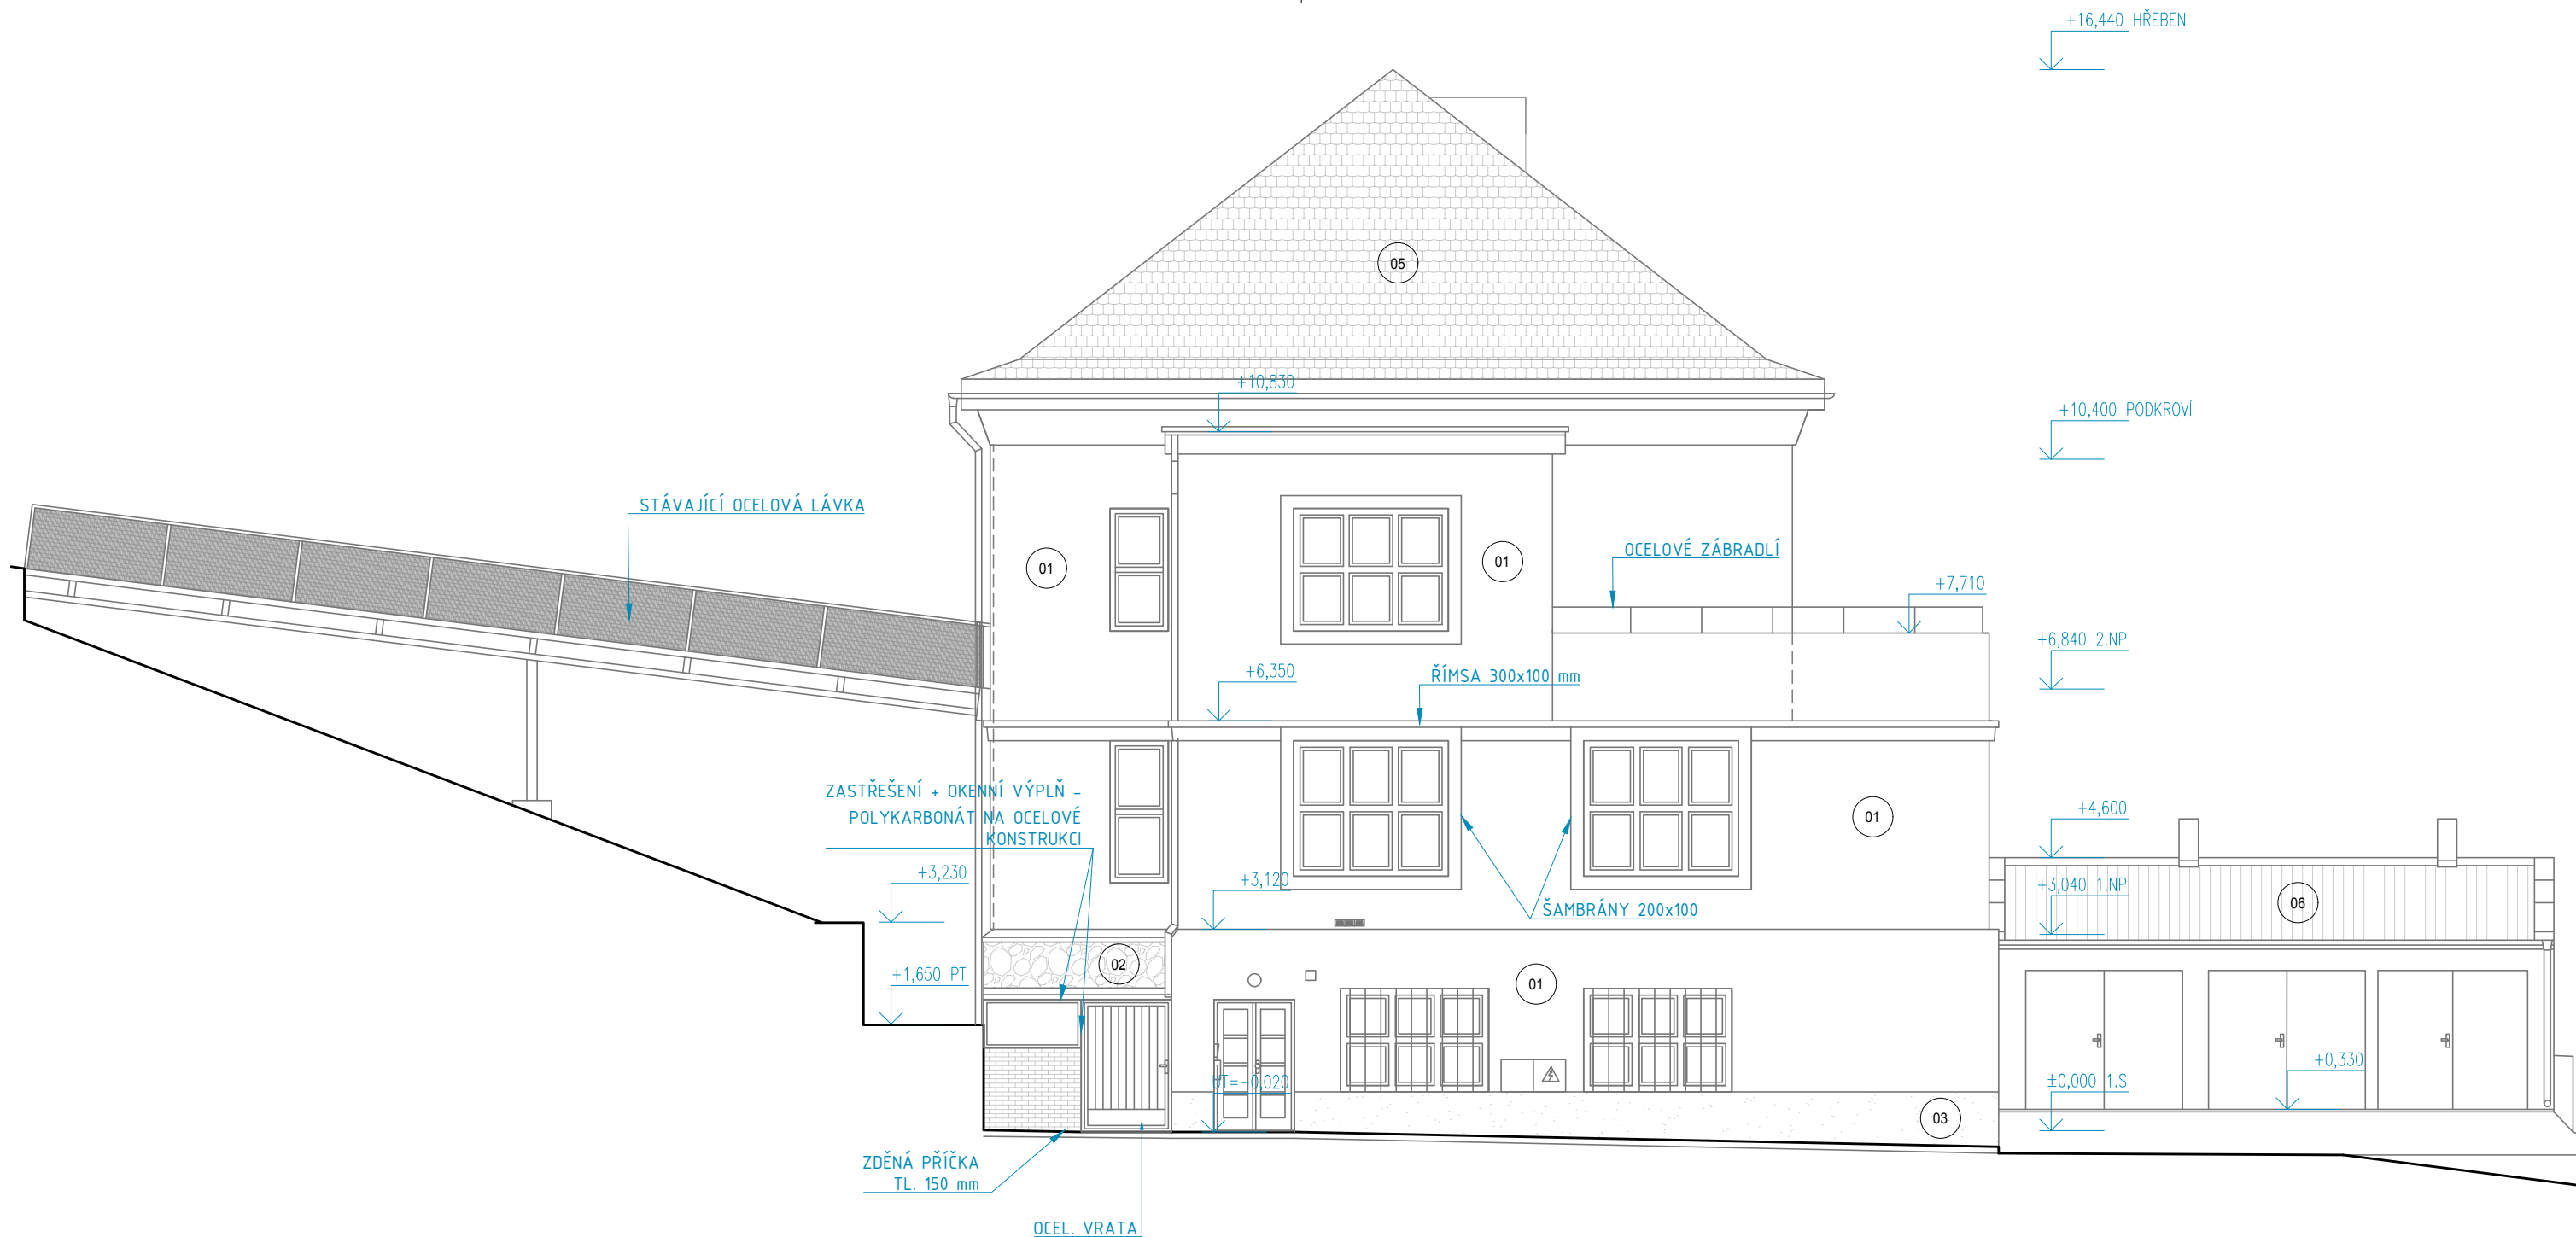 +16,440 HŘEBEN
05
+10,830
+10,400 PODKROVÍ
STÁVAJÍCÍ OCELOVÁ LÁVKA
01
01
OCELOVÉ ZÁBRADLÍ
+7,710
+6,840 2.NP
+6,350
ŘÍMSA 300x100 mm
ZASTŘEŠENÍ + OKENNÍ VÝPLŇ -
POLYKARBONÁT NA OCELOVÉ
KONSTRUKCI
01
+4,600
+3,230
+3,120
ŠAMBRÁNY 200x100
+3,040 1.NP
06
+1,650 PT
02
01
UT=-0,020
+0,330
±0,000 1.S
03
ZDĚNÁ PŘÍČKA
TL. 150 mm
OCEL. VRATA